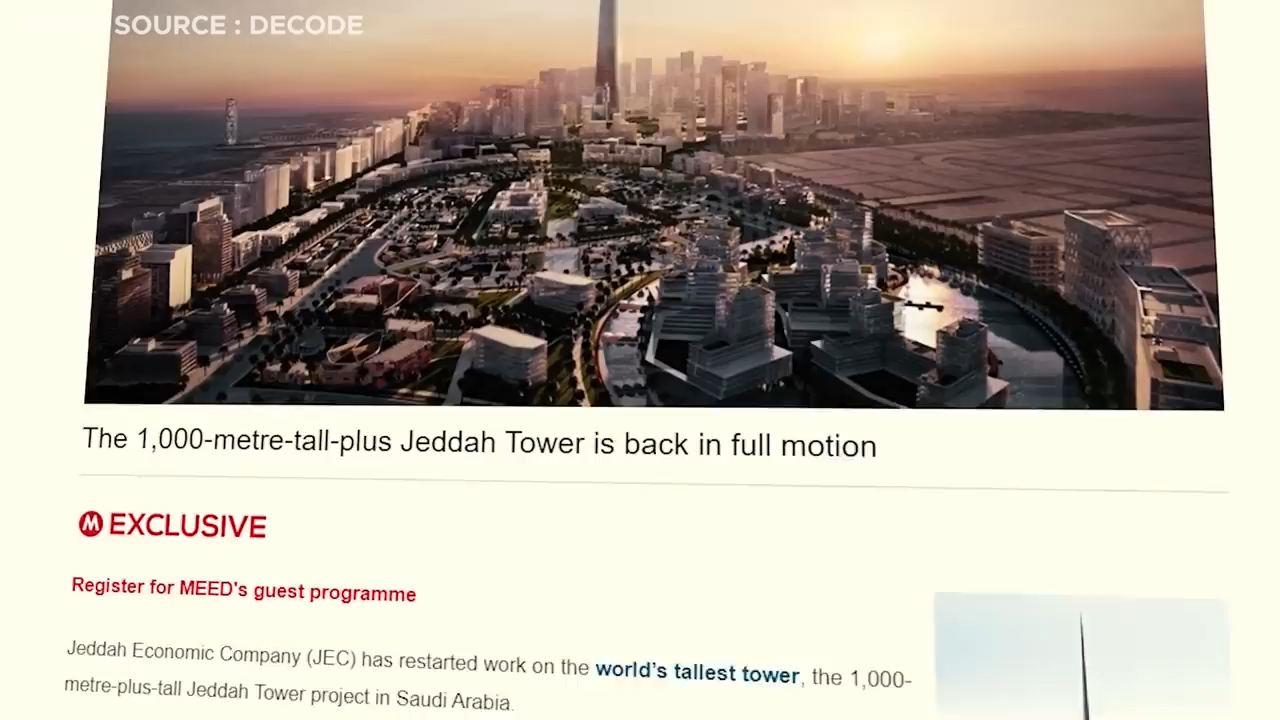 SOURCE : DECODE
The 1,000-metre-tall-plus Jeddah Tower is back in full motion
M EXCLUSIVE
Register for MEED's guest programme
Jeddah Economic Company (JEC) has restarted work on the world's tallest tower, the 1,000-
metre-plus-tall Jeddah Tower project in Saudi Arabia.